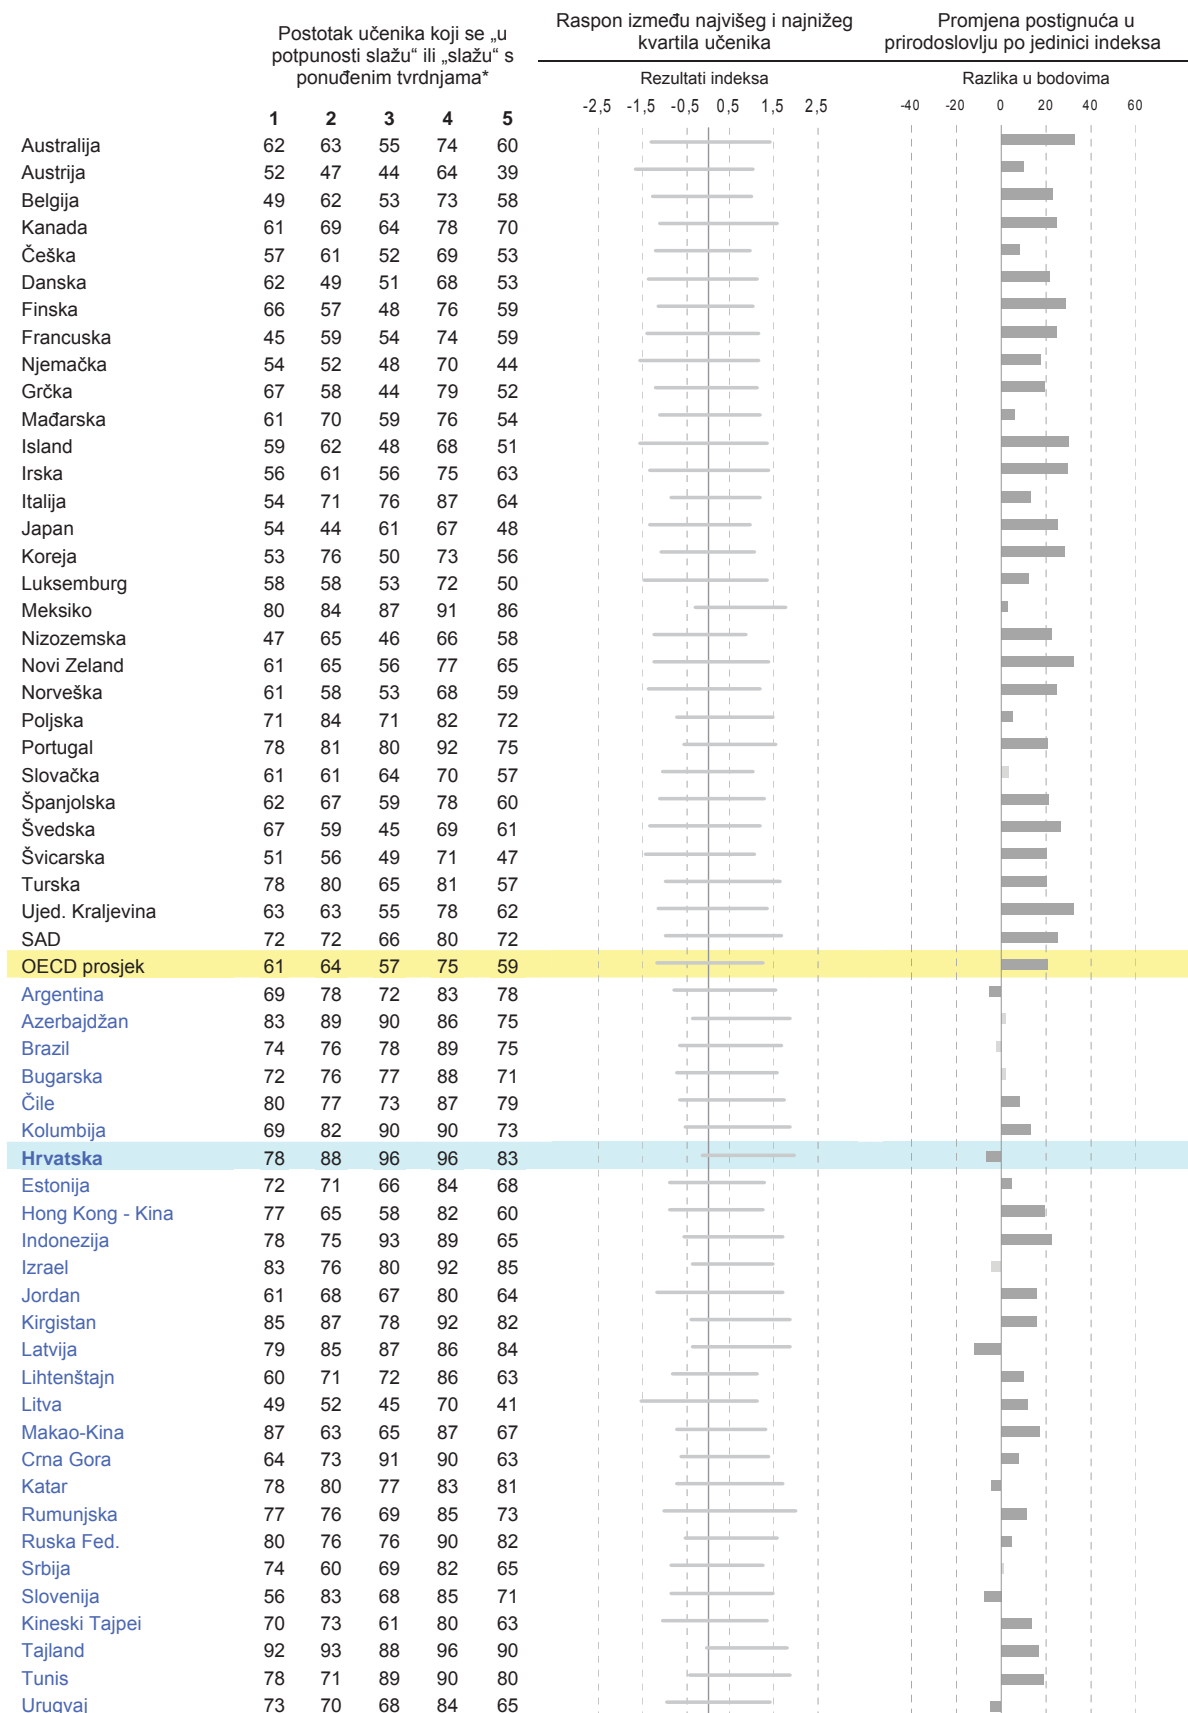 Postotak učenika koji se „u
potpunosti slažu“ ili „slažu“ s
ponuđenim tvrdnjama*
Raspon između najvišeg i najnižeg
kvartila učenika
Promjena postignuća u
prirodoslovlju po jedinici indeksa
Rezultati indeksa
Razlika u bodovima
1 2 3 4 5
-2,5 -1,5 -0,5 0,5 1,5 2,5
-40 -20 0 20 40 60
Australija 62 63 55 74 60
Austrija 52 47 44 64 39
Belgija 49 62 53 73 58
Kanada 61 69 64 78 70
Češka 57 61 52 69 53
Danska 62 49 51 68 53
Finska 66 57 48 76 59
Francuska 45 59 54 74 59
Njemačka 54 52 48 70 44
Grčka 67 58 44 79 52
Mađarska 61 70 59 76 54
Island 59 62 48 68 51
Irska 56 61 56 75 63
Italija 54 71 76 87 64
Japan 54 44 61 67 48
Koreja 53 76 50 73 56
Luksemburg 58 58 53 72 50
Meksiko 80 84 87 91 86
Nizozemska 47 65 46 66 58
Novi Zeland 61 65 56 77 65
Norveška 61 58 53 68 59
Poljska 71 84 71 82 72
Portugal 78 81 80 92 75
Slovačka 61 61 64 70 57
Španjolska 62 67 59 78 60
Švedska 67 59 45 69 61
Švicarska 51 56 49 71 47
Turska 78 80 65 81 57
Ujed. Kraljevina 63 63 55 78 62
SAD 72 72 66 80 72
OECD prosjek 61 64 57 75 59
Argentina 69 78 72 83 78
Azerbajdžan 83 89 90 86 75
Brazil 74 76 78 89 75
Bugarska 72 76 77 88 71
Čile 80 77 73 87 79
Kolumbija 69 82 90 90 73
Hrvatska 78 88 96 96 83
Estonija 72 71 66 84 68
Hong Kong - Kina 77 65 58 82 60
Indonezija 78 75 93 89 65
Izrael 83 76 80 92 85
Jordan 61 68 67 80 64
Kirgistan 85 87 78 92 82
Latvija 79 85 87 86 84
Lihtenštajn 60 71 72 86 63
Litva 49 52 45 70 41
Makao-Kina 87 63 65 87 67
Crna Gora 64 73 91 90 63
Katar 78 80 77 83 81
Rumunjska 77 76 69 85 73
Ruska Fed. 80 76 76 90 82
Srbija 74 60 69 82 65
Slovenija 56 83 68 85 71
Kineski Tajpei 70 73 61 80 63
Tajland 92 93 88 96 90
Tunis 78 71 89 90 80
Urugvaj 73 70 68 84 65